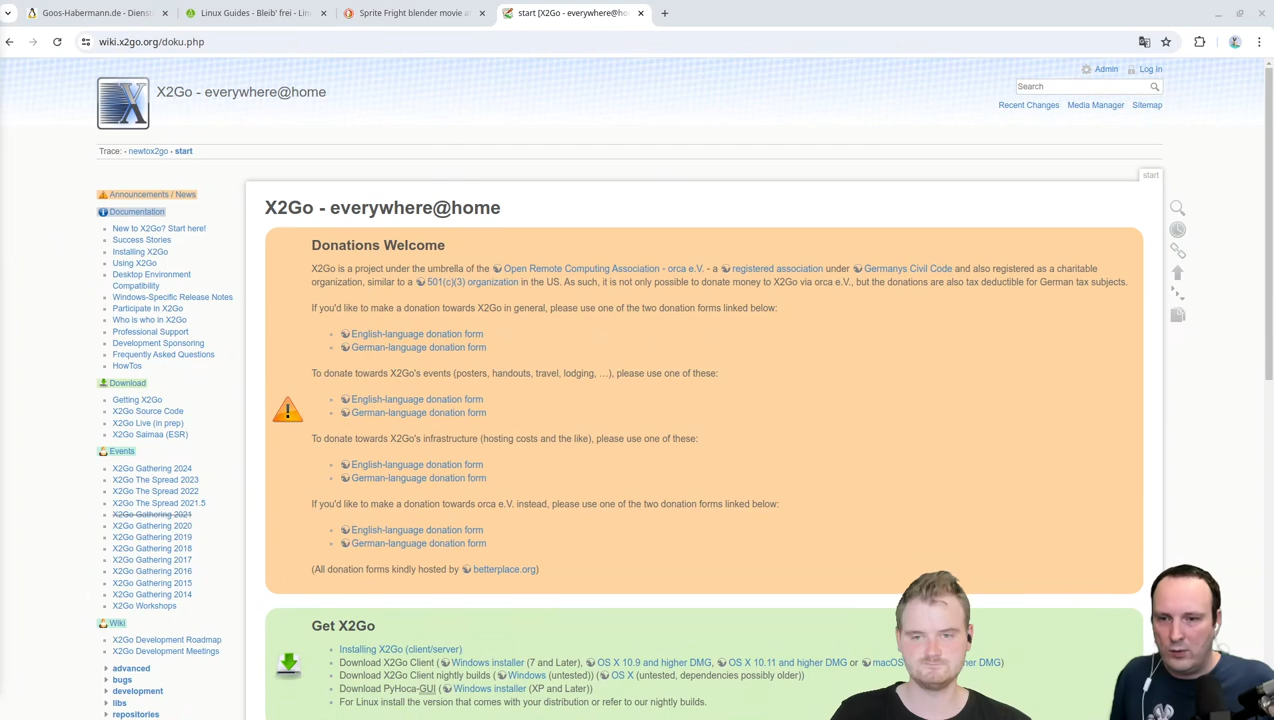 Goos-Habermann.de - Dienst
Linux Guides - Bleib' frei - Lin
Sprite Fright blender movie a
start [X2Go - everywhere@ho
wiki.x2go.org/doku.php
Admin Log In
X2Go - everywhere@home
Search
Recent Changes Media Manager Sitemap
Trace: • newtox2go • start
start
Announcements / News
Documentation
New to X2Go? Start here!
Success Stories
Installing X2Go
Using X2Go
Desktop Environment
Compatibility
Windows-Specific Release Notes
Participate in X2Go
Who is who in X2Go
Professional Support
Development Sponsoring
Frequently Asked Questions
HowTos
Download
Getting X2Go
X2Go Source Code
X2Go Live (in prep)
X2Go Saimaa (ESR)
Events
X2Go Gathering 2024
X2Go The Spread 2023
X2Go The Spread 2022
X2Go The Spread 2021.5
X2Go Gathering 2021
X2Go Gathering 2020
X2Go Gathering 2019
X2Go Gathering 2018
X2Go Gathering 2017
X2Go Gathering 2016
X2Go Gathering 2015
X2Go Gathering 2014
X2Go Workshops
Wiki
X2Go Development Roadmap
X2Go Development Meetings
advanced
bugs
development
libs
repositories
X2Go - everywhere@home
Donations Welcome
X2Go is a project under the umbrella of the Open Remote Computing Association - orca e.V. - a registered association under Germanys Civil Code and also registered as a charitable
organization, similar to a 501(c)(3) organization in the US. As such, it is not only possible to donate money to X2Go via orca e.V., but the donations are also tax deductible for German tax subjects.
If you'd like to make a donation towards X2Go in general, please use one of the two donation forms linked below:
English-language donation form
German-language donation form
To donate towards X2Go's events (posters, handouts, travel, lodging, …), please use one of these:
English-language donation form
German-language donation form
To donate towards X2Go's infrastructure (hosting costs and the like), please use one of these:
English-language donation form
German-language donation form
If you'd like to make a donation towards orca e.V. instead, please use one of the two donation forms linked below:
English-language donation form
German-language donation form
(All donation forms kindly hosted by betterplace.org)
Get X2Go
Installing X2Go (client/server)
Download X2Go Client (Windows installer (7 and Later), OS X 10.9 and higher DMG, OS X 10.11 and higher DMG or macOS her DMG)
Download X2Go Client nightly builds (Windows (untested)) (OS X (untested, dependencies possibly older))
Download PyHoca-GUI (Windows installer (XP and Later))
For Linux install the version that comes with your distribution or refer to our nightly builds.